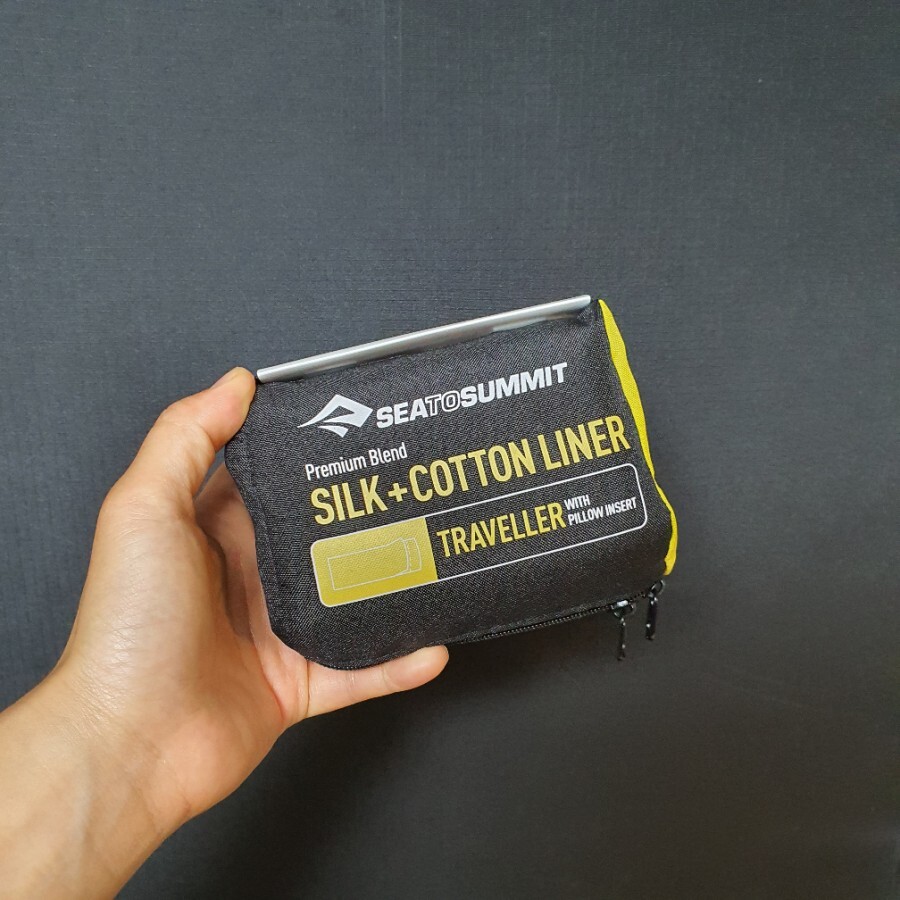 SEATOSUMMIT
Premium Blend
SILK+COTTON LINER
TRAVELLER WITH
PILLOW INSERT